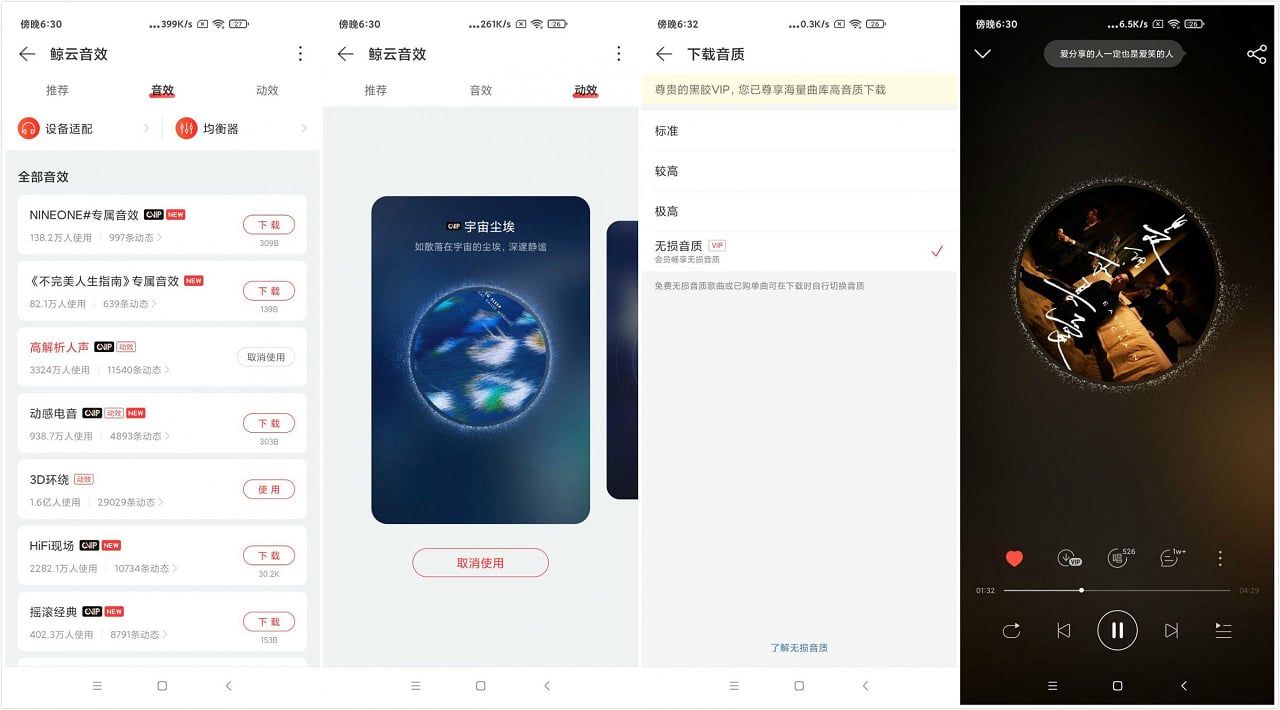 傍晚6:30
...399K/s
27
鲸云音效
推荐
音效
动效
设备适配
均衡器
全部音效
NINEONE#专属音效 VIP NEW
下载
138.2万人使用 997条动态
309B
《不完美人生指南》专属音效 NEW
下载
82.1万人使用 639条动态
139B
高解析人声 VIP 动效
取消使用
3324万人使用 11540条动态
动感电音 VIP 动效 NEW
下载
938.7万人使用 4893条动态
303B
3D环绕 动效
使用
1.6亿人使用 29029条动态
HiFi现场 VIP NEW
下载
2282.1万人使用 10734条动态
30.2K
摇滚经典 VIP NEW
下载
402.3万人使用 8791条动态
153B
傍晚6:30
...261K/s
26
鲸云音效
推荐
音效
动效
VIP 宇宙尘埃
如散落在宇宙的尘埃，深邃静谧
TO SLEEP
取消使用
傍晚6:32
...0.3K/s
26
下载音质
尊贵的黑胶VIP，您已尊享海量曲库高音质下载
标准
较高
极高
无损音质 VIP
会员畅享无损音质
免费无损音质歌曲或已购单曲可在下载时自行切换音质
了解无损音质
傍晚6:30
...6.5K/s
26
爱分享的人一定也是爱笑的人
VIP
唱
526
1w+
01:32
04:29